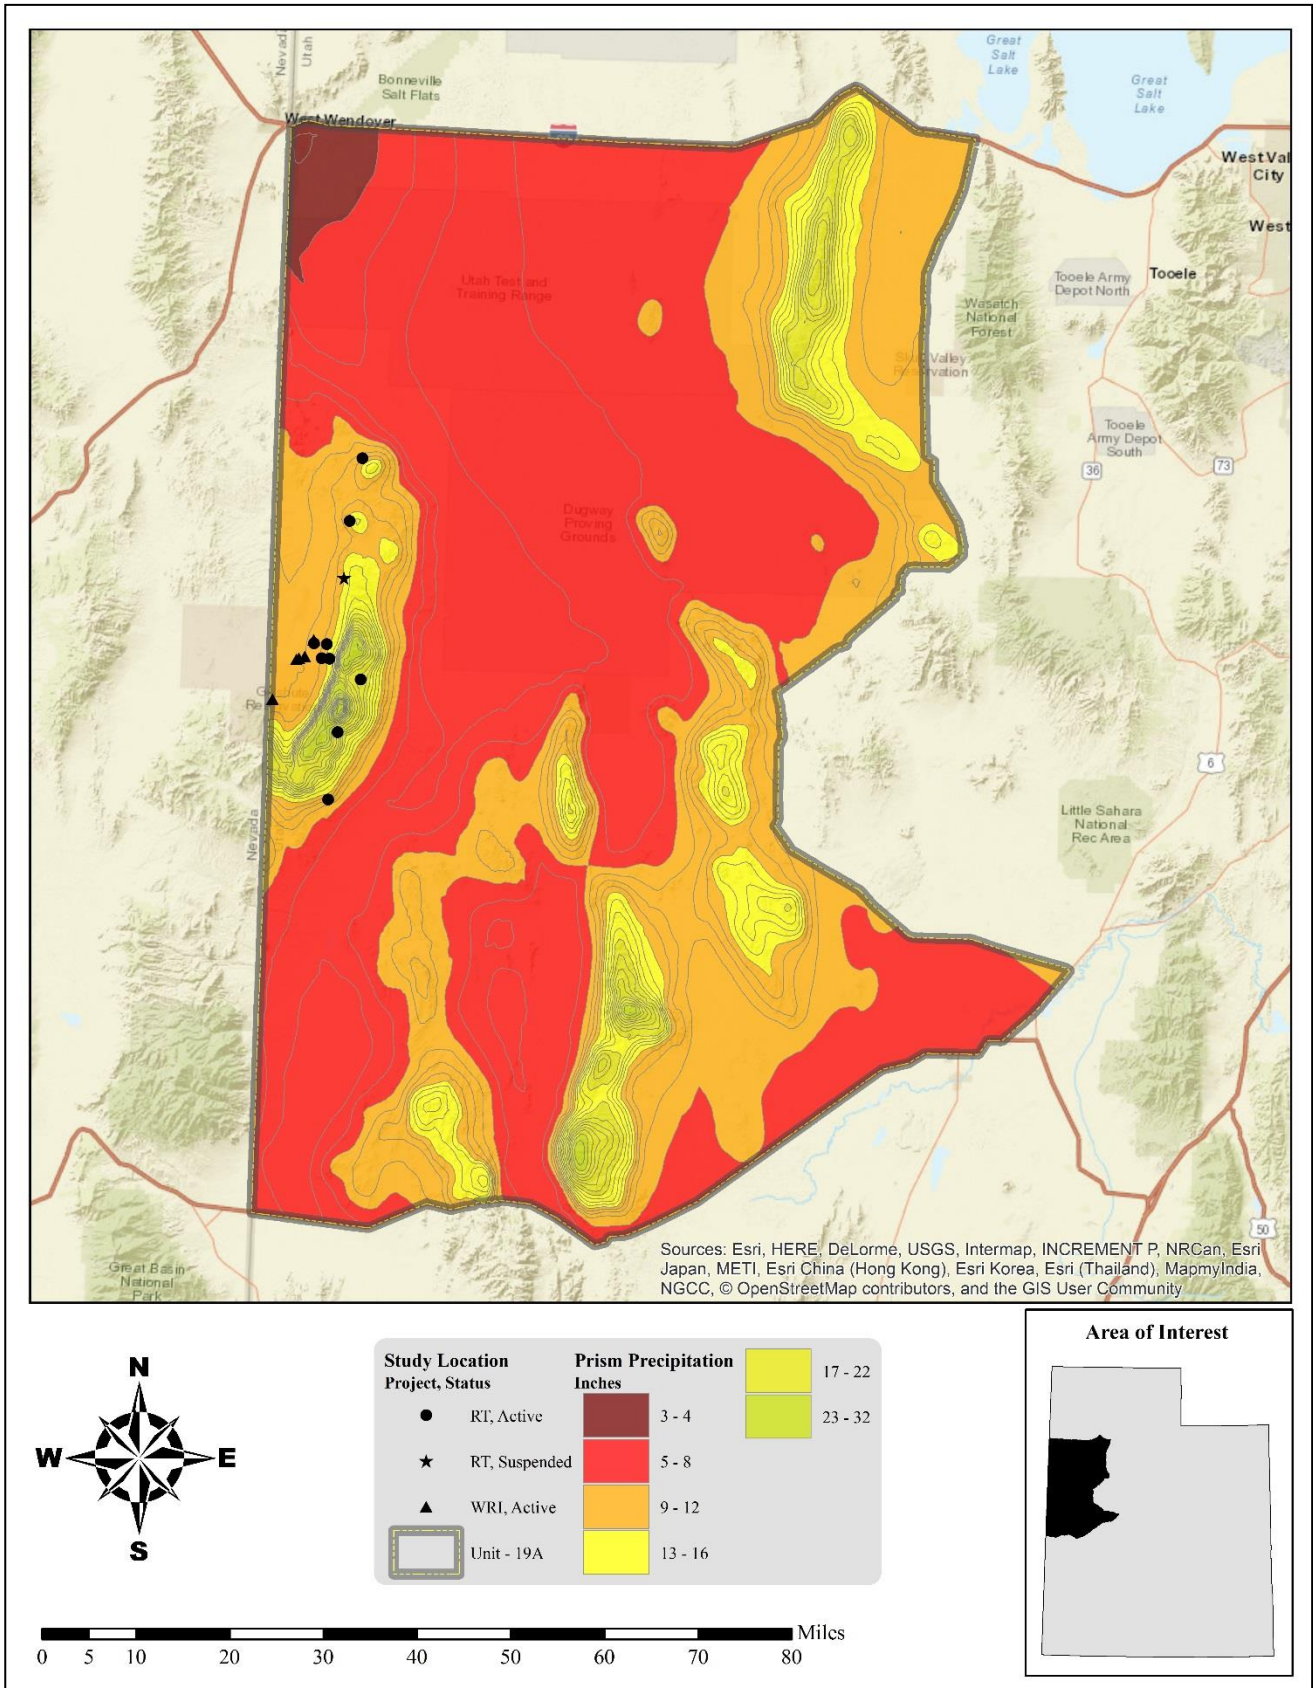 Great
Salt
Lake
Great
Salt
Lake
Nevada
Utah
Bonneville
Salt Flats
West Wendover
West Val
City
West
Utah Test and
Training Range
Tooele Army
Depot North
Tooele
Wasatch
National
Forest
Skull Valley
Reservation
Tooele
Army Depot
South
36
73
Dugway
Proving
Grounds
6
Little Sahara
National
Rec Area
Nevada
50
Great Basin
National
Park
Sources: Esri, HERE, DeLorme, USGS, Intermap, INCREMENT P, NRCan, Esri
Japan, METI, Esri China (Hong Kong), Esri Korea, Esri (Thailand), MapmyIndia,
NGCC, © OpenStreetMap contributors, and the GIS User Community
N
W E
S
Study Location
Project, Status
RT, Active
RT, Suspended
WRI, Active
Unit - 19A
Prism Precipitation
Inches
3 - 4
5 - 8
9 - 12
13 - 16
17 - 22
23 - 32
Area of Interest
Miles
0 5 10 20 30 40 50 60 70 80